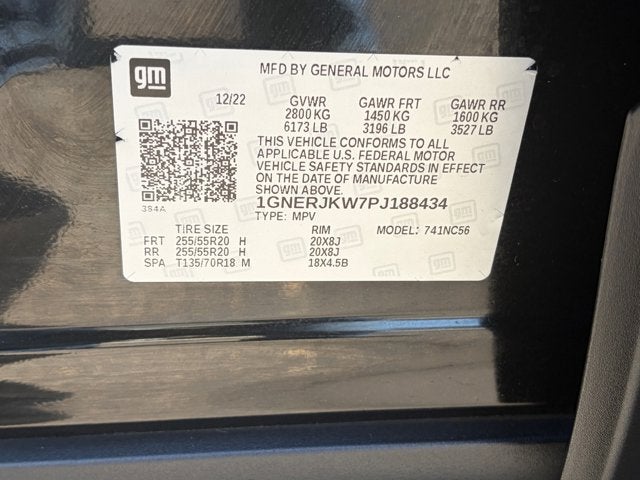 gm
MFD BY GENERAL MOTORS LLC
12/22 GVWR GAWR FRT GAWR RR
2800 KG 1450 KG 1600 KG
6173 LB 3196 LB 3527 LB
THIS VEHICLE CONFORMS TO ALL
APPLICABLE U.S. FEDERAL MOTOR
VEHICLE SAFETY STANDARDS IN EFFECT
ON THE DATE OF MANUFACTURE
SHOWN ABOVE.
384A
1GNERJKW7PJ188434
TYPE: MPV MODEL: 741NC56
TIRE SIZE RIM
FRT 255/55R20 H 20X8J
RR 255/55R20 H 20X8J
SPA T135/70R18 M 18X4.5B